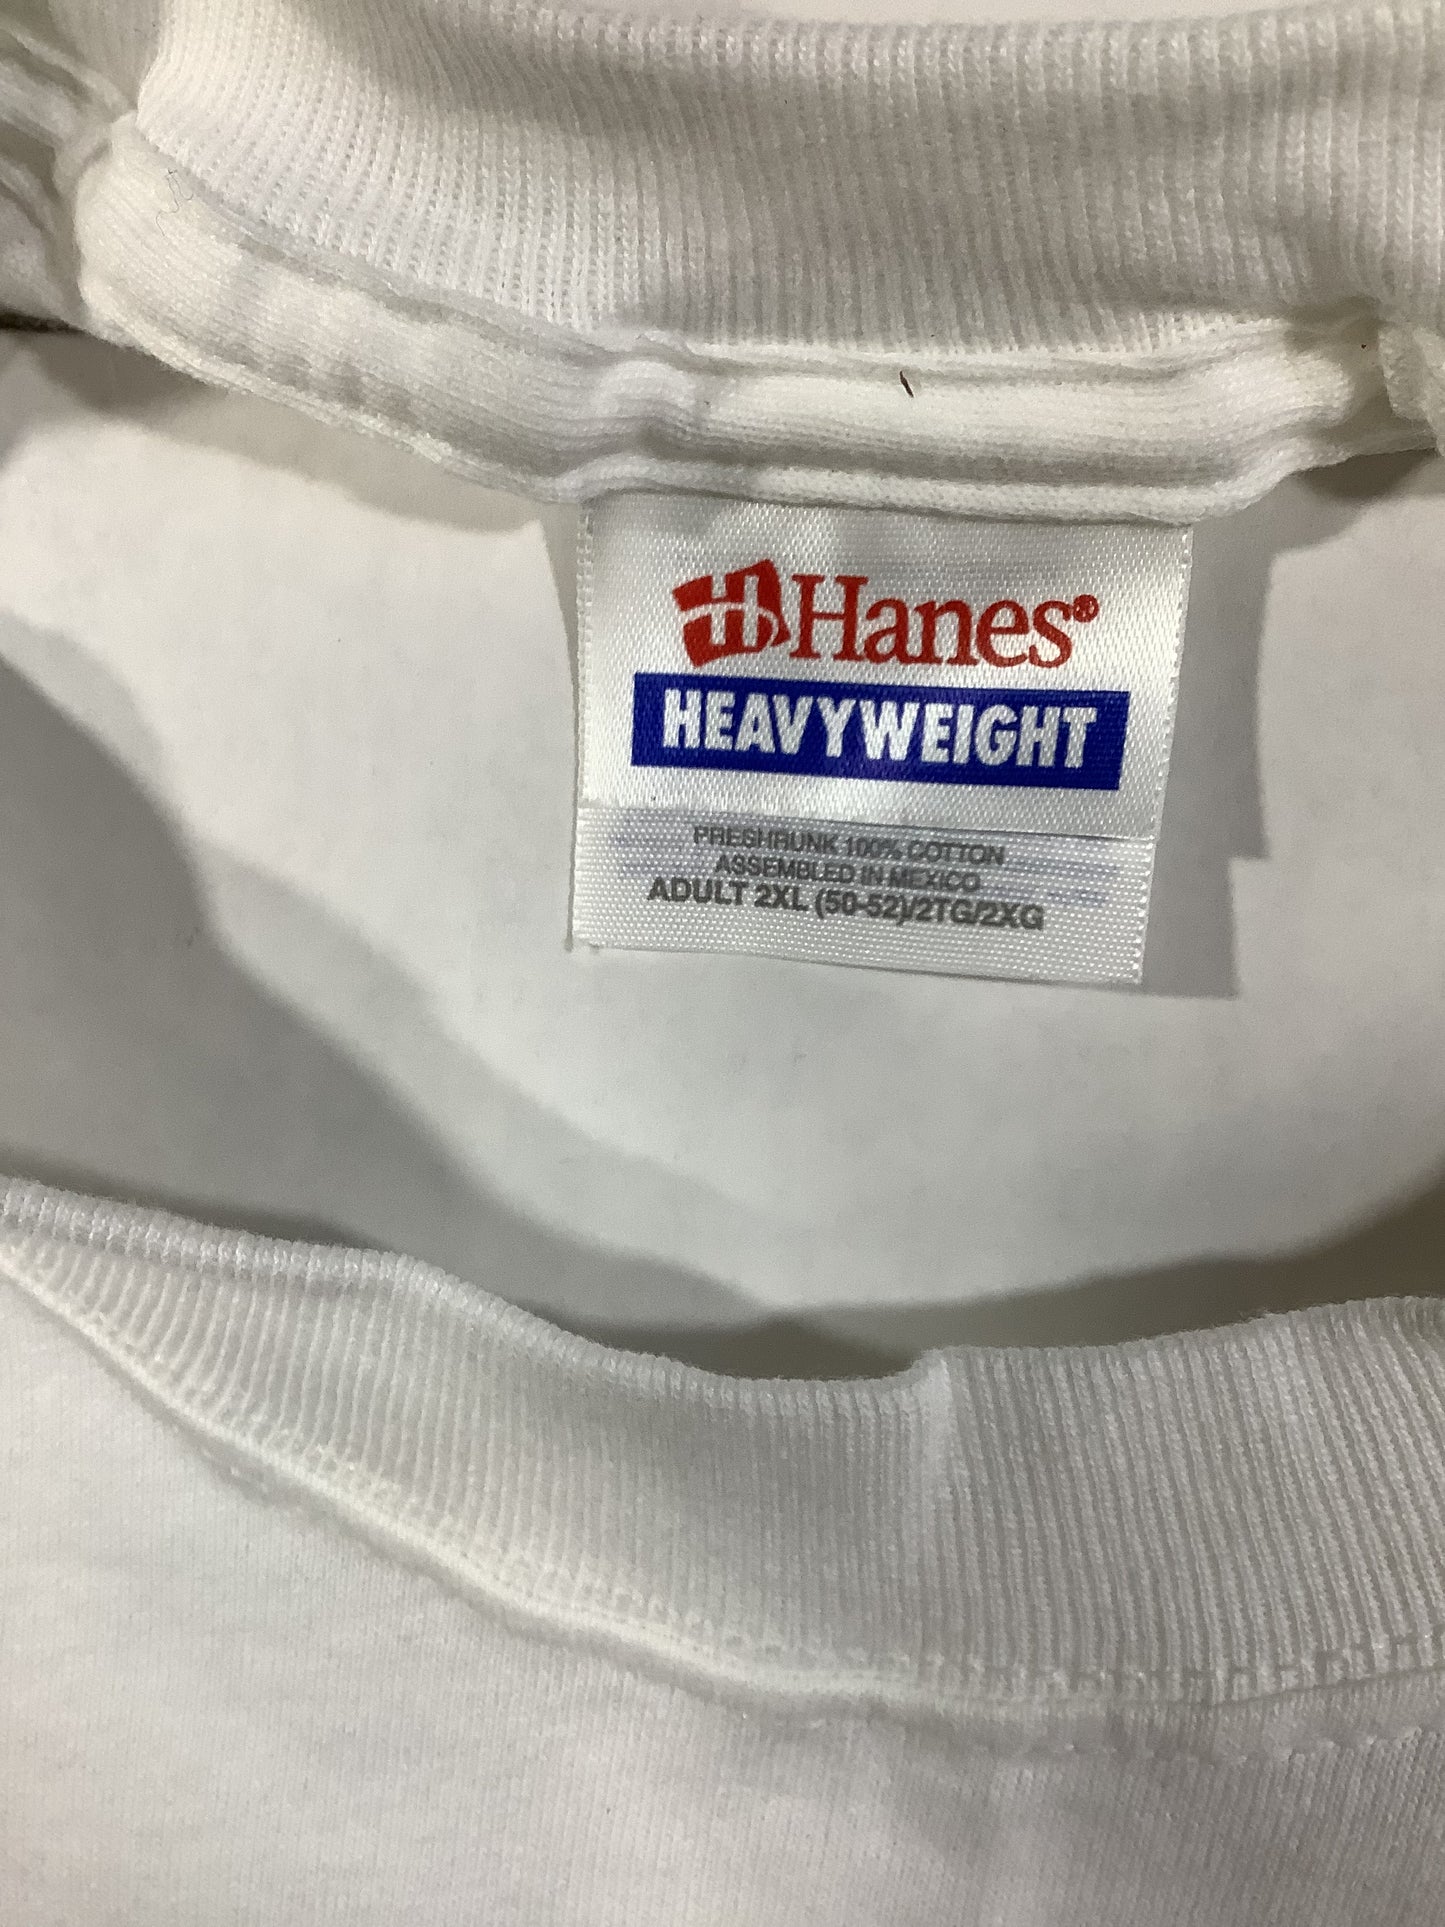 Hanes®
HEAVYWEIGHT
PRESHRUNK 100% COTTON
ASSEMBLED IN MEXICO
ADULT 2XL (50-52)/2TG/2XG